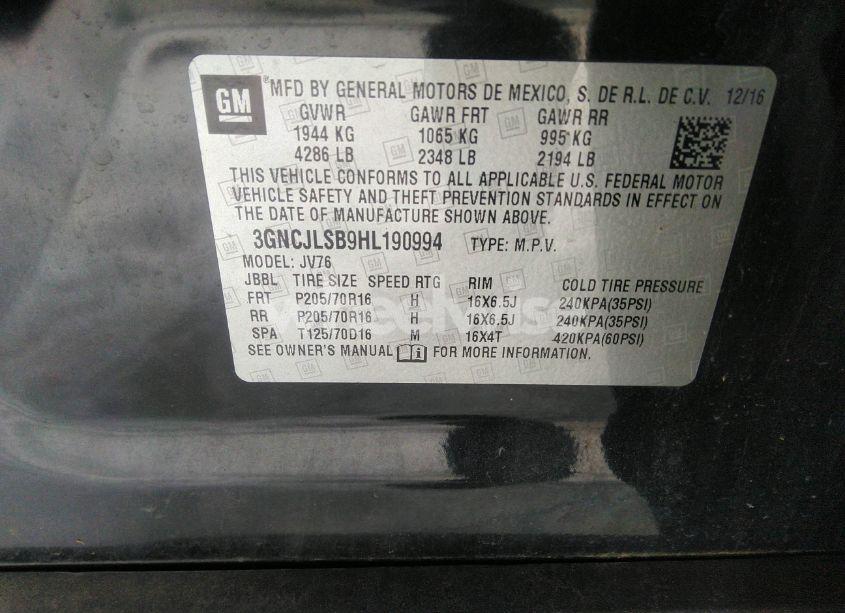 GM
®MFD BY GENERAL MOTORS DE MEXICO, S. DE R.L. DE C.V. 12/16
GVWR GAWR FRT GAWR RR
1944 KG 1065 KG 995 KG
4286 LB 2348 LB 2194 LB
THIS VEHICLE CONFORMS TO ALL APPLICABLE U.S. FEDERAL MOTOR
VEHICLE SAFETY AND THEFT PREVENTION STANDARDS IN EFFECT ON
THE DATE OF MANUFACTURE SHOWN ABOVE.
3GNCJLSB9HL190994 TYPE: M.P.V.
MODEL: JV76
JBBL TIRE SIZE SPEED RTG RIM COLD TIRE PRESSURE
FRT P205/70R16 H 16X6.5J 240KPA(35PSI)
RR P205/70R16 H 16X6.5J 240KPA(35PSI)
SPA T125/70D16 M 16X4T 420KPA(60PSI)
SEE OWNER'S MANUAL FOR MORE INFORMATION.